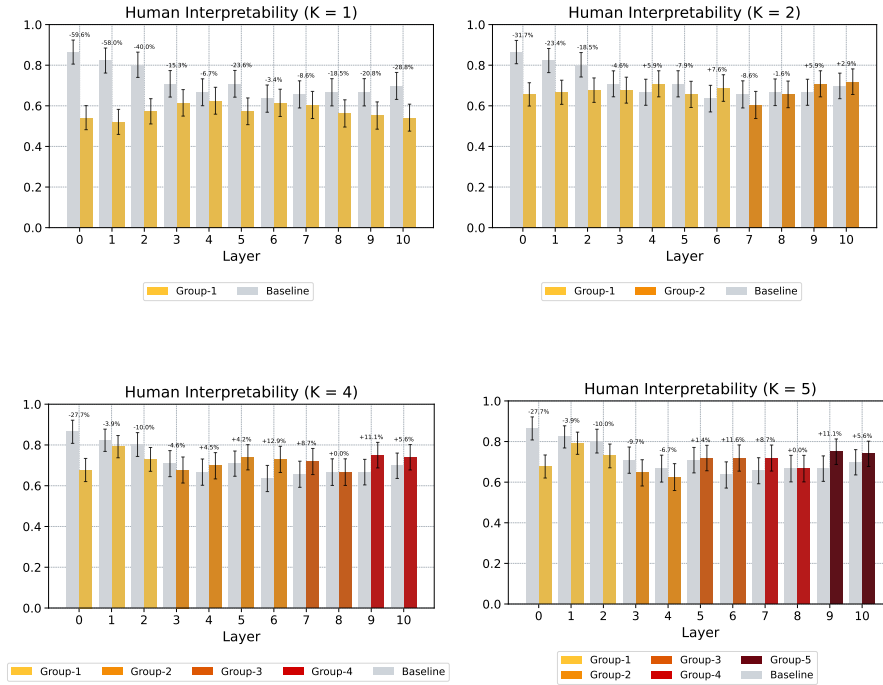 Human Interpretability (K = 1)
1.0
0.8
0.6
0.4
0.2
0.0
-59.6% -58.0% -40.0% -15.3% -6.7% -23.6% -3.4% -8.6% -18.5% -20.8% -28.8%
0 1 2 3 4 5 6 7 8 9 10
Layer
Group-1 Baseline
Human Interpretability (K = 2)
1.0
0.8
0.6
0.4
0.2
0.0
-31.7% -23.4% -18.5% -4.6% +5.9% -7.9% +7.6% -8.6% -1.6% +5.9% +2.9%
0 1 2 3 4 5 6 7 8 9 10
Layer
Group-1 Group-2 Baseline
Human Interpretability (K = 4)
1.0
0.8
0.6
0.4
0.2
0.0
-27.7% -3.9% -10.0% -4.6% +4.5% +4.2% +12.9% +8.7% +0.0% +11.1% +5.6%
0 1 2 3 4 5 6 7 8 9 10
Layer
Group-1 Group-2 Group-3 Group-4 Baseline
Human Interpretability (K = 5)
1.0
0.8
0.6
0.4
0.2
0.0
-27.7% -3.9% -10.0% -9.7% -6.7% +1.4% +11.6% +8.7% +0.0% +11.1% +5.6%
0 1 2 3 4 5 6 7 8 9 10
Layer
Group-1 Group-3 Group-5
Group-2 Group-4 Baseline